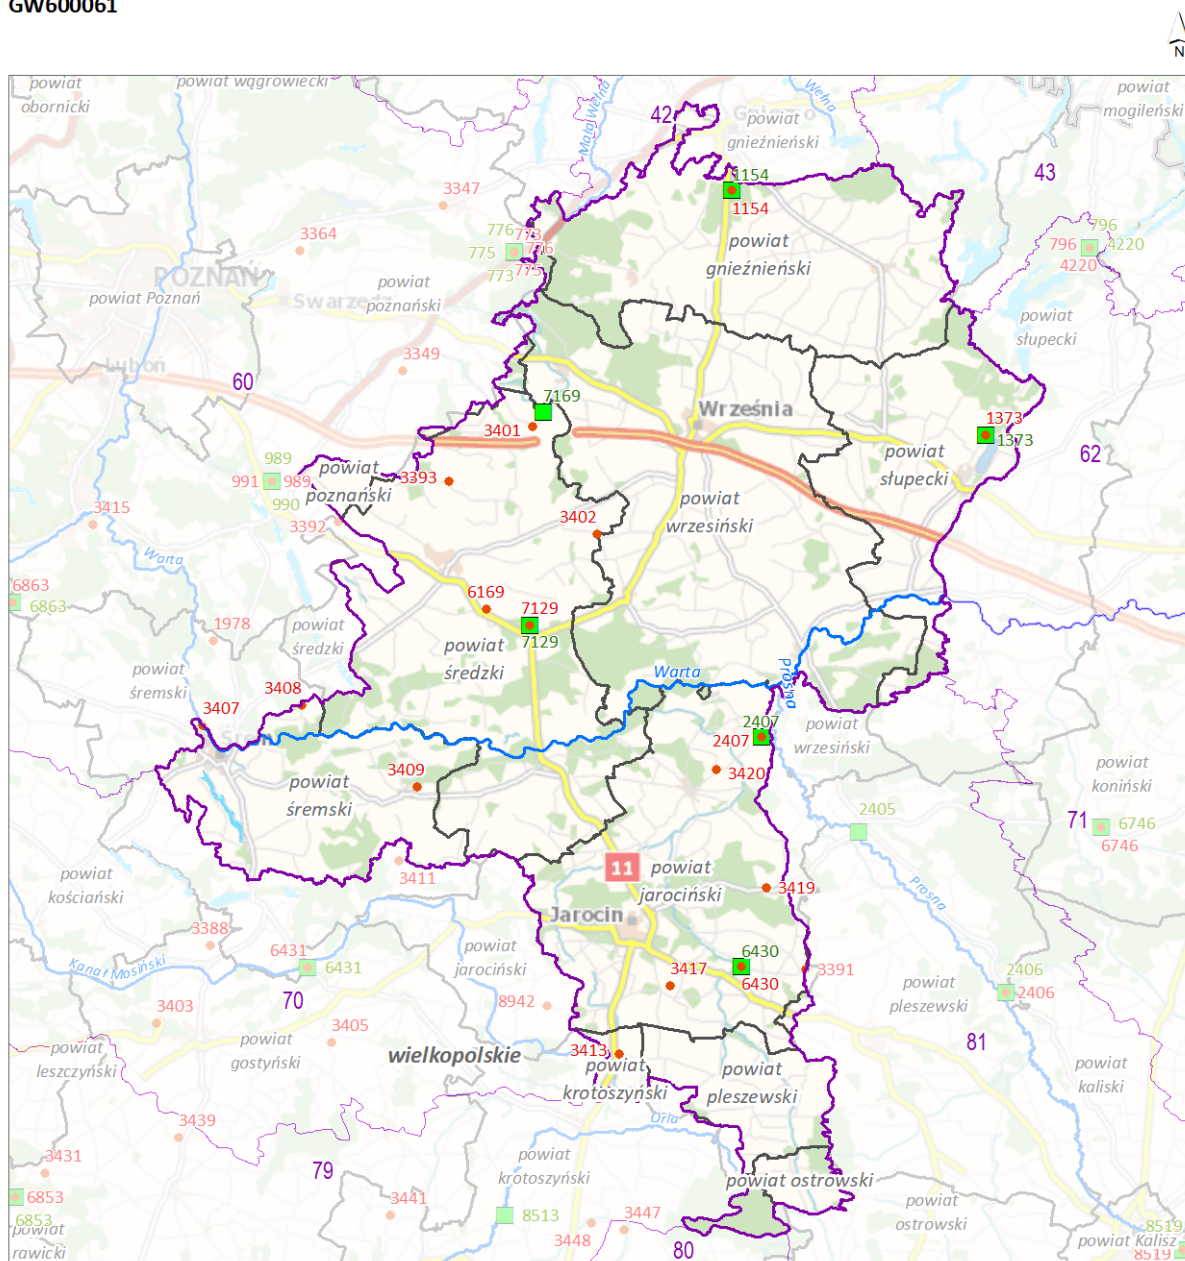 GW600061
N
powiat
obornicki
powiat wągrowiecki
Mała Wełna
42
Gniezno
powiat
gnieźnieński
Wełna
powiat
mogileński
43
1154
1154
3347
3364
776
773
775
776
773
775
796
796
4220
4220
powiat
gnieźnieński
POZNAŃ
powiat Poznań
Swarzędz
powiat
poznański
powiat
słupecki
Luboń
60
3349
7169
3401
Września
1373
1373
powiat
słupecki
62
989
991
989
990
powiat
poznański
3393
3392
3415
powiat
wrzesiński
3402
Warta
6863
6863
6169
7129
7129
1978
powiat
średzki
powiat
średzki
powiat
śremski
3408
3407
Warta
Prosna
2407
2407
3420
powiat
wrzesiński
powiat
śremski
3409
powiat
koniński
71
6746
6746
2405
11
powiat
jarociński
3411
powiat
kościański
3419
Prosna
Jarocin
3388
Kanał Mosiński
6431
6431
powiat
jarociński
6430
6430
3417
3391
powiat
pleszewski
2406
2406
70
8942
3403
3405
powiat
gostyński
powiat
leszczyński
wielkopolskie
3413
powiat
krotoszyński
powiat
pleszewski
81
powiat
kaliski
Orla
3439
3431
79
powiat
krotoszyński
powiat ostrowski
6853
6853
powiat
rawicki
3441
8513
3447
3448
80
powiat
ostrowski
powiat Kalisz
8519
8519